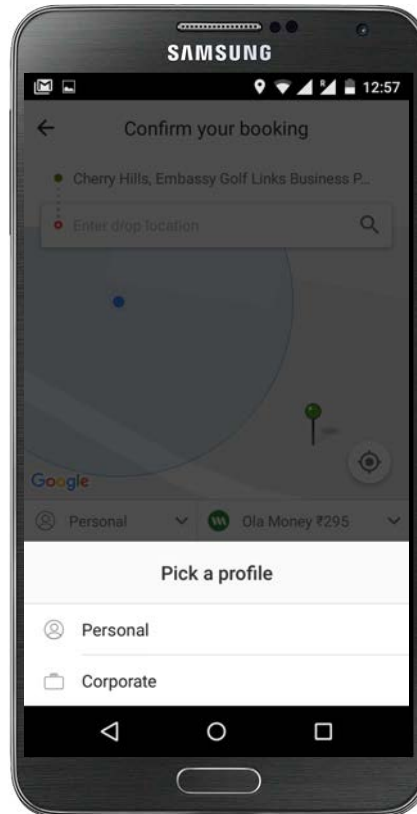 SAMSUNG
12:57
Confirm your booking
Cherry Hills, Embassy Golf Links Business P...
Enter drop location
Google
Personal
Ola Money ₹295
Pick a profile
Personal
Corporate